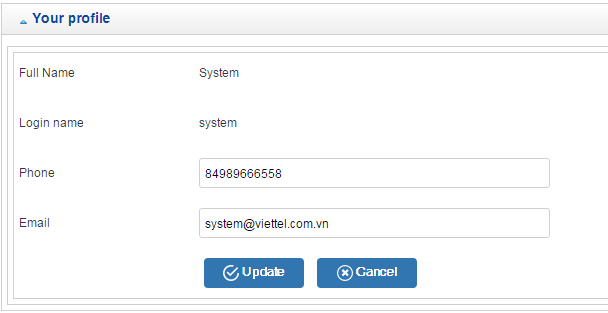 Your profile
Full Name System
Login name system
Phone 84989666558
Email system@viettel.com.vn
Update Cancel